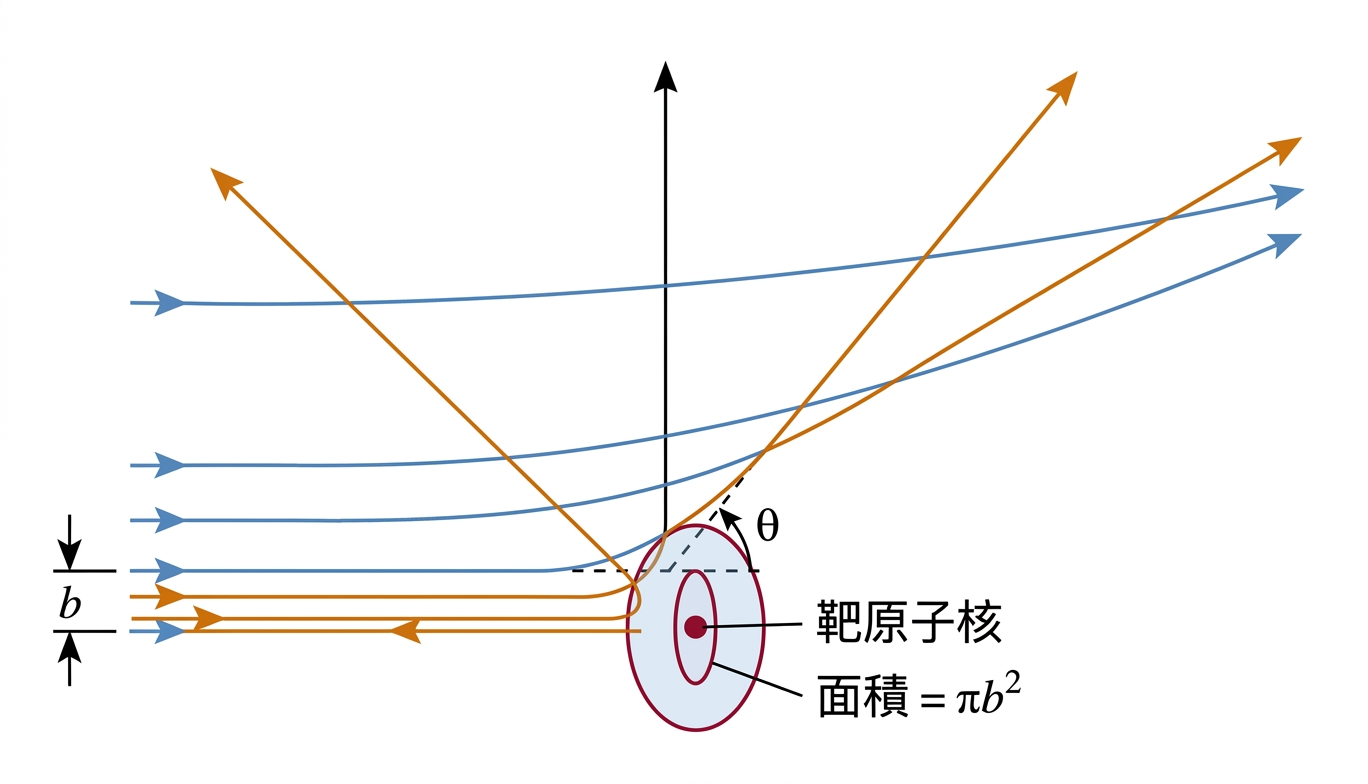 θ
b
靶原子核
面積 = πb²